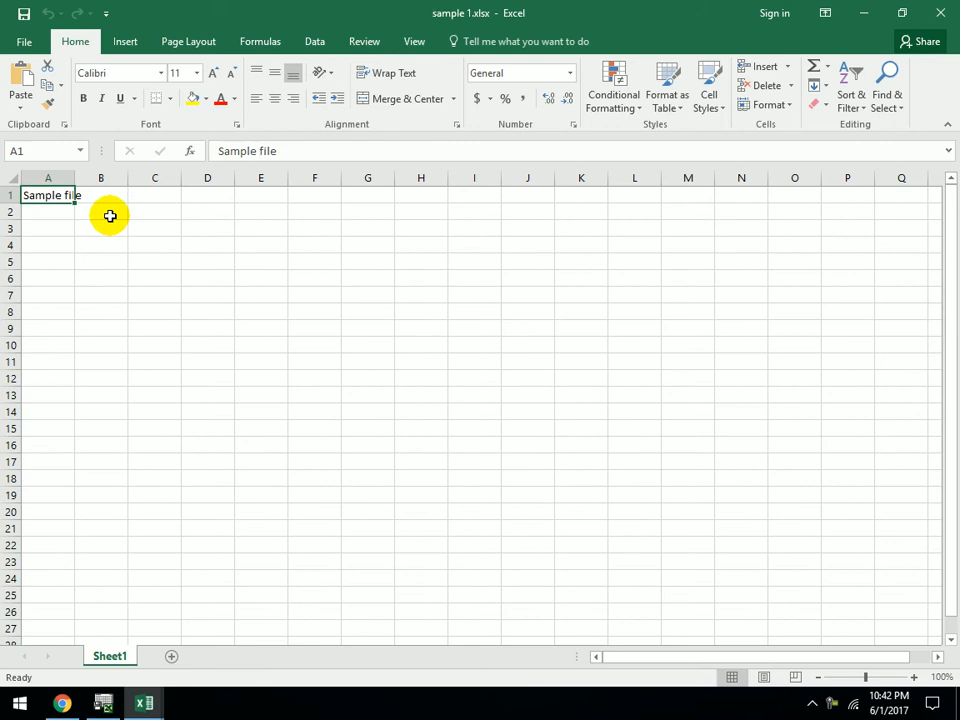 sample 1.xlsx - Excel
Sign in
File Home Insert Page Layout Formulas Data Review View Tell me what you want to do Share
Paste
Calibri 11
B I U
Wrap Text
Merge & Center
General
$ % ,
Conditional Formatting
Format as Table
Cell Styles
Insert
Delete
Format
Sort & Filter
Find & Select
Clipboard Font Alignment Number Styles Cells Editing
A1 fx Sample file
A B C D E F G H I J K L M N O P Q
1 Sample file
2
3
4
5
6
7
8
9
10
11
12
13
14
15
16
17
18
19
20
21
22
23
24
25
26
27
28
Sheet1
Ready 100%
10:42 PM
6/1/2017